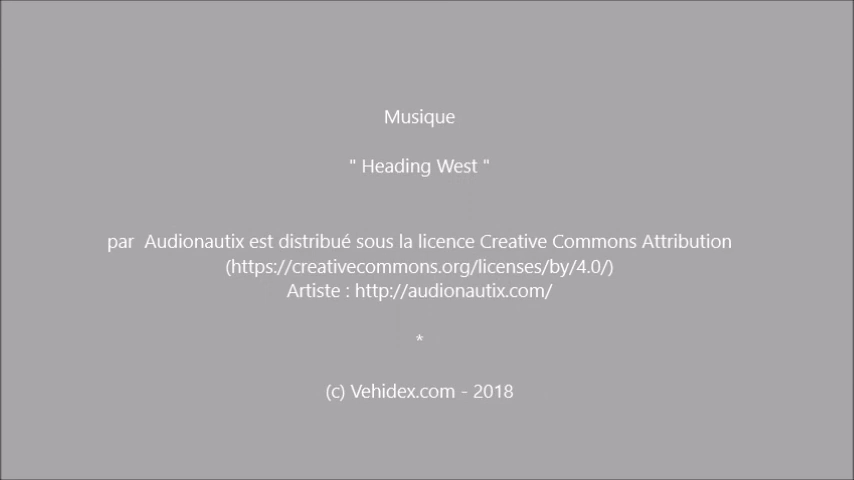 Musique
" Heading West "
par  Audionautix est distribué sous la licence Creative Commons Attribution
(https://creativecommons.org/licenses/by/4.0/)
Artiste : http://audionautix.com/
*
(c) Vehidex.com - 2018